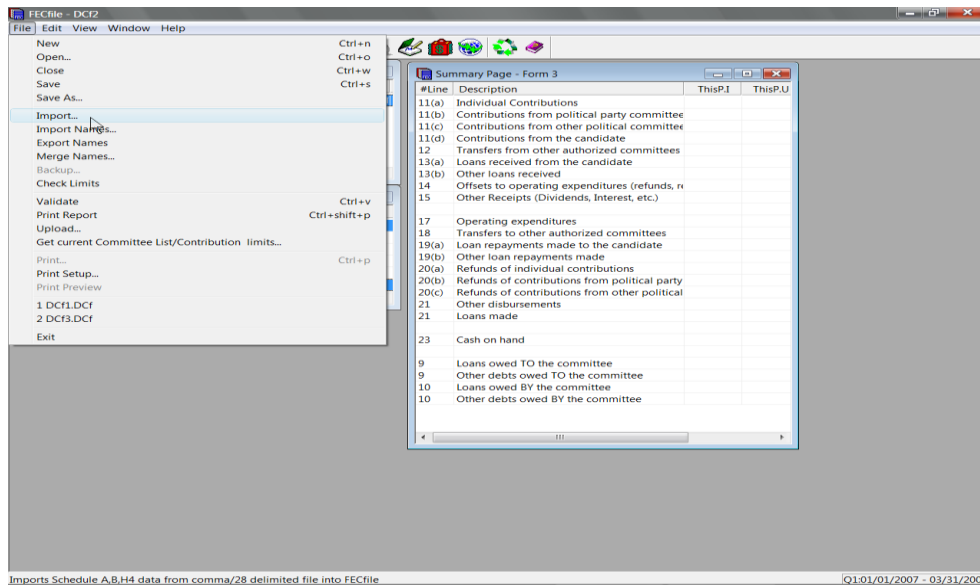 FECfile - DCf2
File Edit View Window Help
New Ctrl+n
Open... Ctrl+o
Close Ctrl+w
Save Ctrl+s
Save As...
Import...
Import Names...
Export Names
Merge Names...
Backup...
Check Limits
Validate Ctrl+v
Print Report Ctrl+shift+p
Upload...
Get current Committee List/Contribution limits...
Print... Ctrl+p
Print Setup...
Print Preview
1 DCf1.DCf
2 DCf3.DCf
Exit
Summary Page - Form 3
#Line Description ThisP.I ThisP.U
11(a) Individual Contributions
11(b) Contributions from political party committee
11(c) Contributions from other political committee
11(d) Contributions from the candidate
12 Transfers from other authorized committees
13(a) Loans received from the candidate
13(b) Other loans received
14 Offsets to operating expenditures (refunds, r
15 Other Receipts (Dividends, Interest, etc.)
17 Operating expenditures
18 Transfers to other authorized committees
19(a) Loan repayments made to the candidate
19(b) Other loan repayments made
20(a) Refunds of individual contributions
20(b) Refunds of contributions from political party
20(c) Refunds of contributions from other political
21 Other disbursements
21 Loans made
23 Cash on hand
9 Loans owed TO the committee
9 Other debts owed TO the committee
10 Loans owed BY the committee
10 Other debts owed BY the committee
Imports Schedule A,B,H4 data from comma/28 delimited file into FECfile
Q1:01/01/2007 - 03/31/200